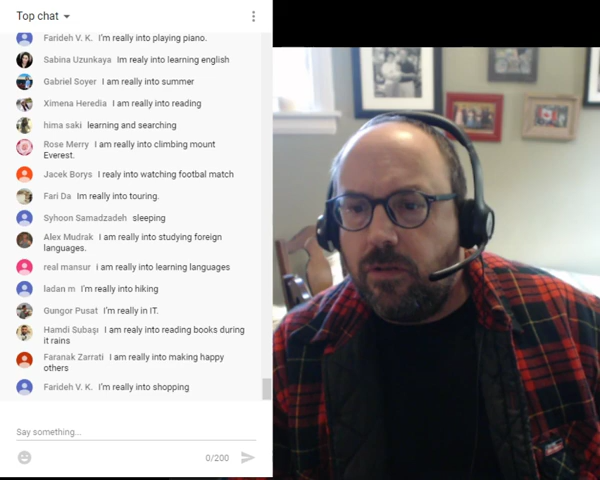 Top chat
Farideh V. K. I'm really into playing piano.
Sabina Uzunkaya Im realy into learning english
Gabriel Soyer I am really into summer
Ximena Heredia I am really into reading
hima saki learning and searching
Rose Merry I am really into climbing mount
Everest.
Jacek Borys I realy into watching footbal match
Fari Da Im really into touring.
Syhoon Samadzadeh sleeping
Alex Mudrak I am really into studying foreign
languages.
real mansur i am really into learning languages
ladan m I'm really into hiking
Gungor Pusat I'm really in IT.
Hamdi Subaşı I am realy into reading books during
it rains
Faranak Zarrati I am really into making happy
others
Farideh V. K. I'm really into shopping
Say something...
0/200